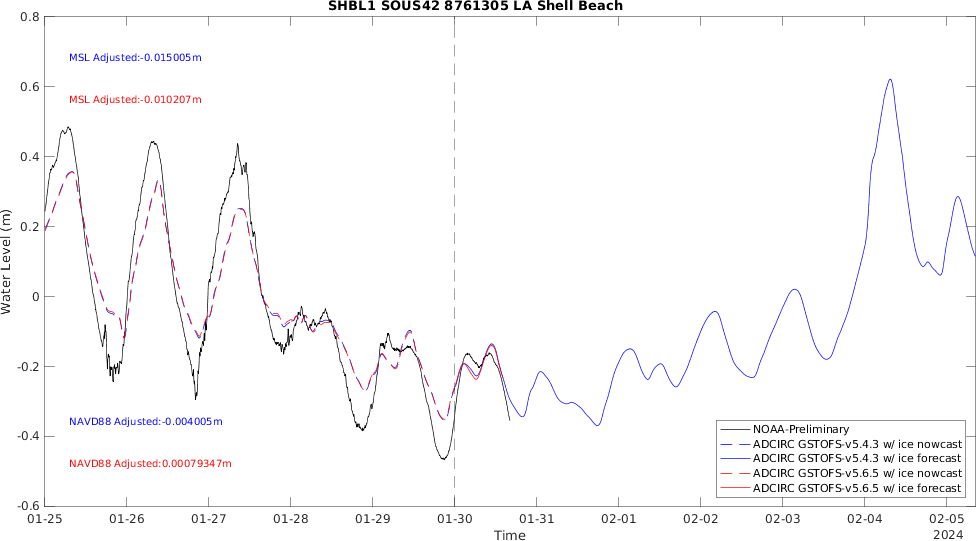 SHBL1 SOUS42 8761305 LA Shell Beach
0.8
0.6
0.4
0.2
0
-0.2
-0.4
-0.6
Water Level (m)
MSL Adjusted:-0.015005m
MSL Adjusted:-0.010207m
NAVD88 Adjusted:-0.004005m
NAVD88 Adjusted:0.00079347m
NOAA-Preliminary
ADCIRC GSTOFS-v5.4.3 w/ ice nowcast
ADCIRC GSTOFS-v5.4.3 w/ ice forecast
ADCIRC GSTOFS-v5.6.5 w/ ice nowcast
ADCIRC GSTOFS-v5.6.5 w/ ice forecast
01-25 01-26 01-27 01-28 01-29 01-30 01-31 02-01 02-02 02-03 02-04 02-05
Time
2024